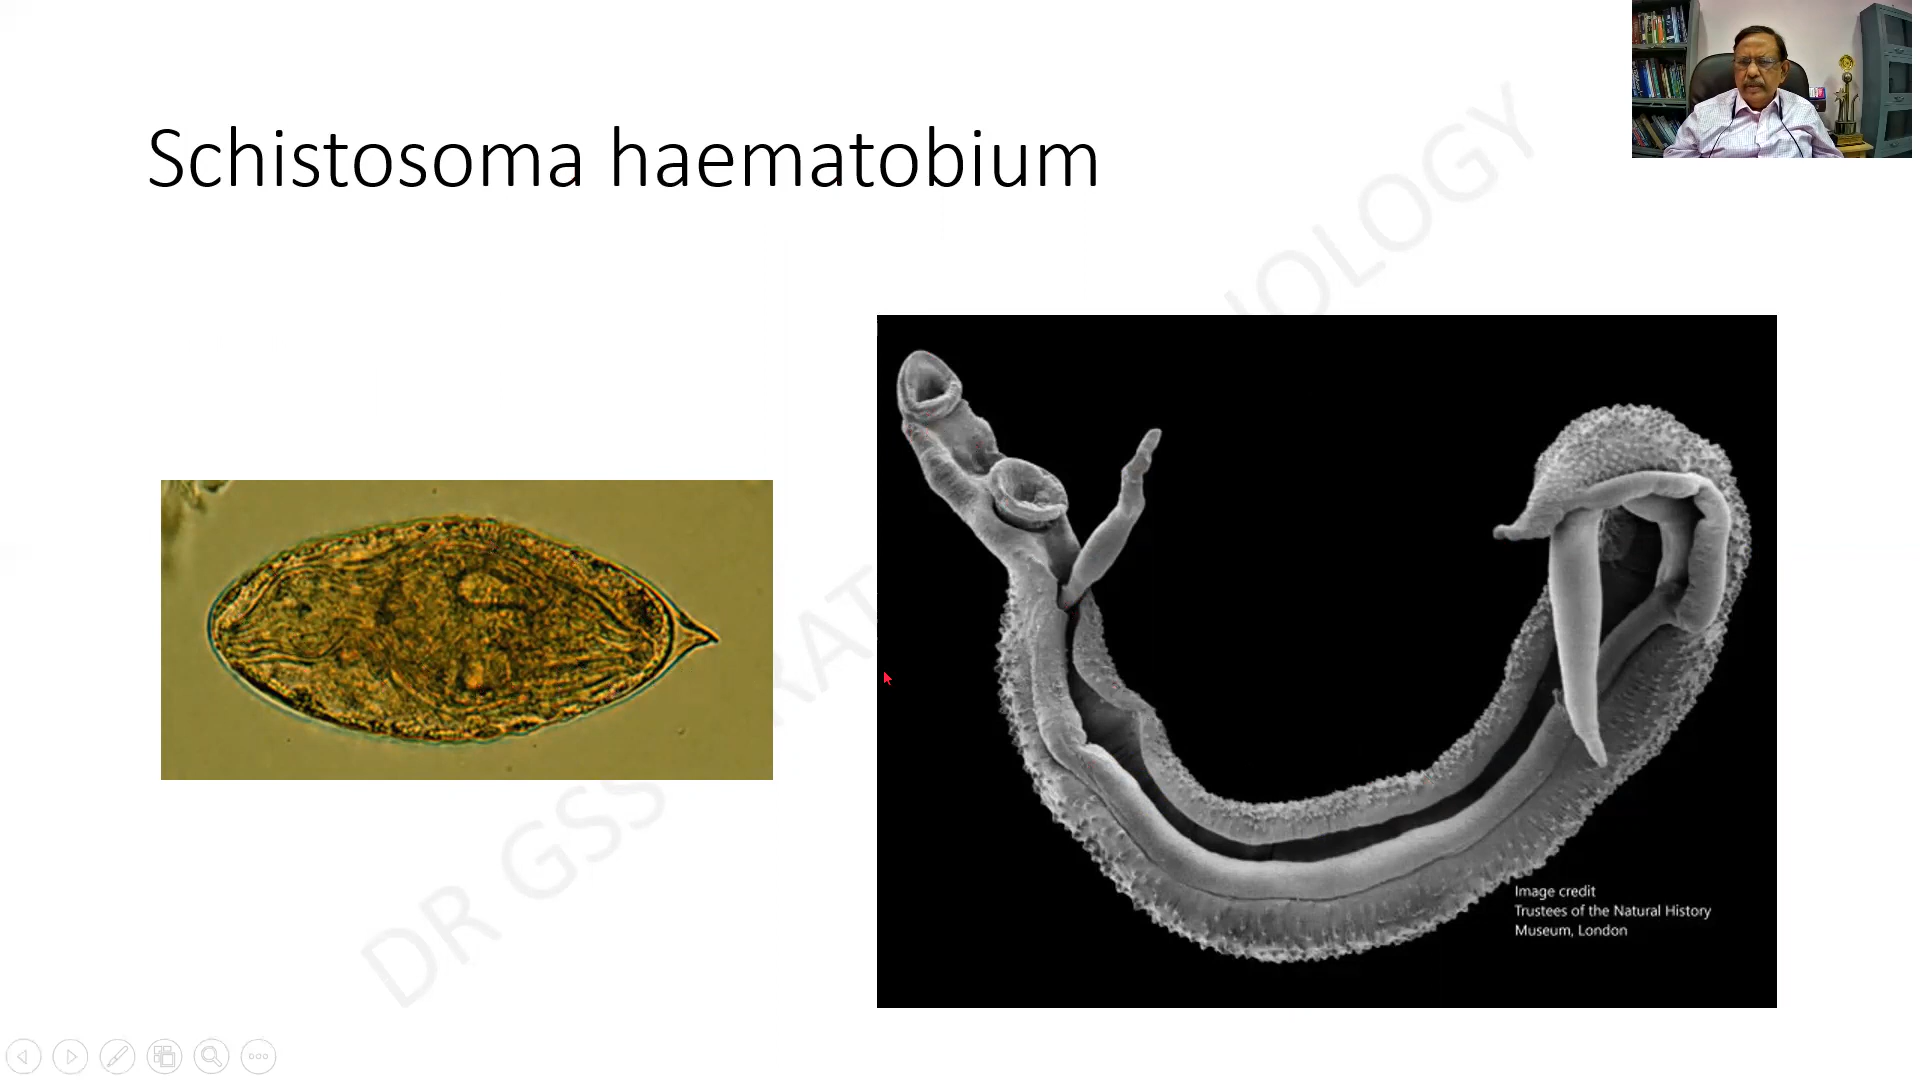 Schistosoma haematobium
Image credit
Trustees of the Natural History
Museum, London
DR GSS